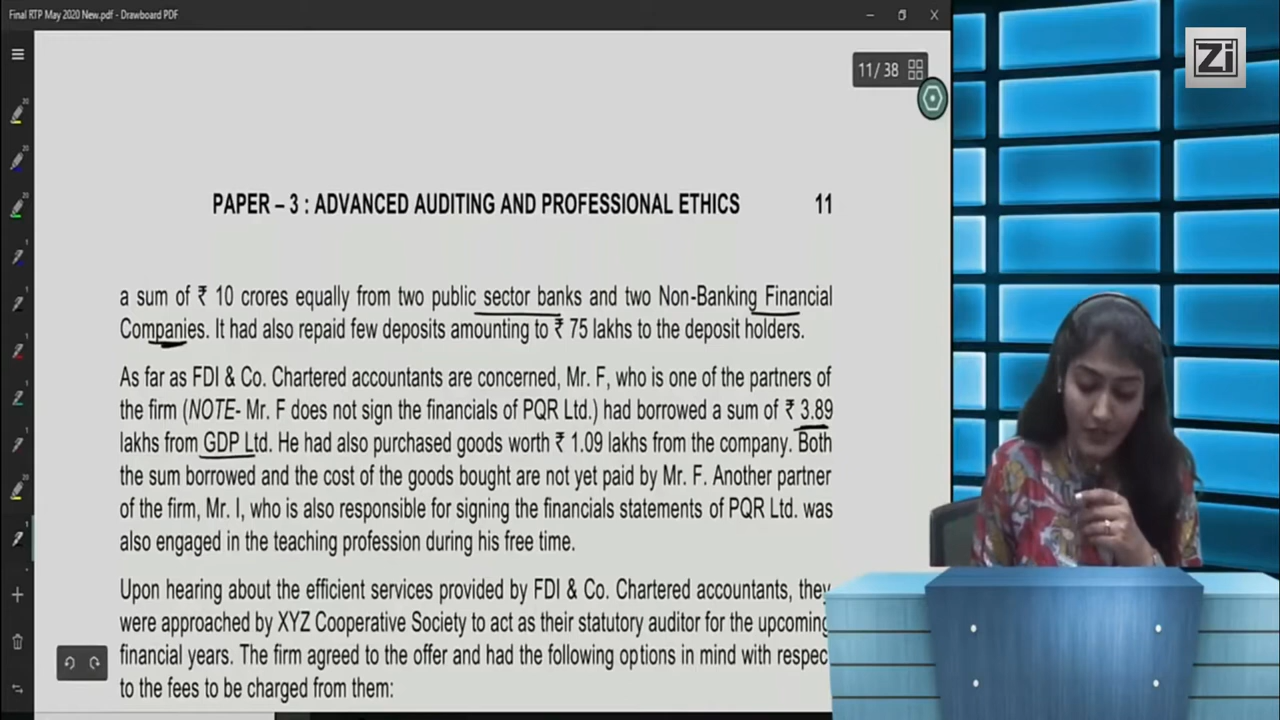 Final RTP May 2020 New.pdf - Drawboard PDF
11/ 38
Zi
PAPER – 3 : ADVANCED AUDITING AND PROFESSIONAL ETHICS 11
a sum of ₹ 10 crores equally from two public sector banks and two Non-Banking Financial
Companies. It had also repaid few deposits amounting to ₹ 75 lakhs to the deposit holders.
As far as FDI & Co. Chartered accountants are concerned, Mr. F, who is one of the partners of
the firm (NOTE- Mr. F does not sign the financials of PQR Ltd.) had borrowed a sum of ₹ 3.89
lakhs from GDP Ltd. He had also purchased goods worth ₹ 1.09 lakhs from the company. Both
the sum borrowed and the cost of the goods bought are not yet paid by Mr. F. Another partner
of the firm, Mr. I, who is also responsible for signing the financials statements of PQR Ltd. was
also engaged in the teaching profession during his free time.
Upon hearing about the efficient services provided by FDI & Co. Chartered accountants, they
were approached by XYZ Cooperative Society to act as their statutory auditor for the upcoming
financial years. The firm agreed to the offer and had the following options in mind with respec
to the fees to be charged from them: